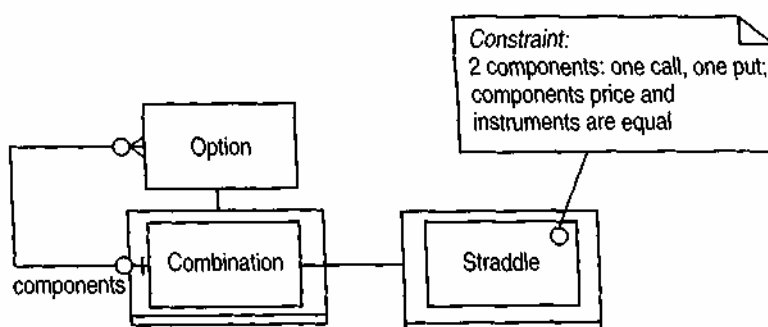 Constraint:
2 components: one call, one put;
components price and
instruments are equal
Option
Combination
Straddle
components